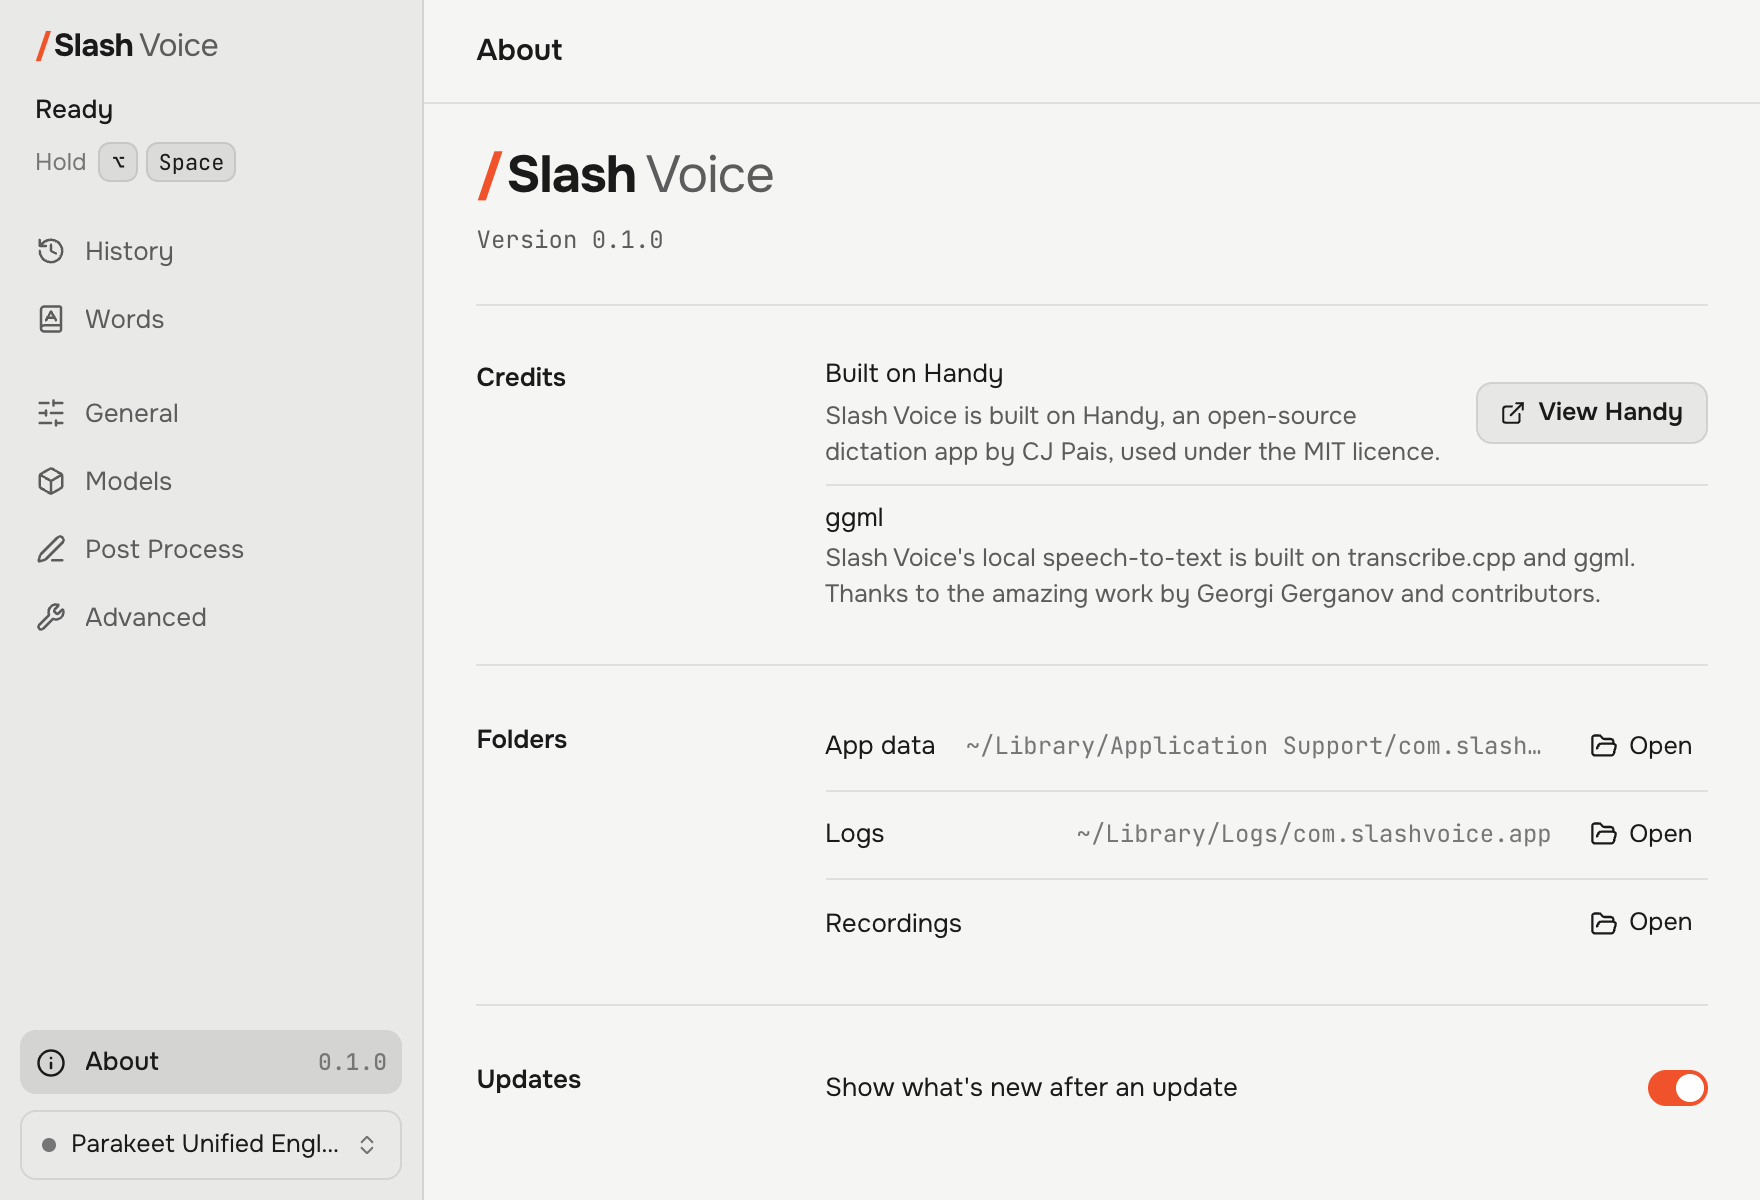 /Slash Voice
Ready
Hold ⌥ Space
History
Words
General
Models
Post Process
Advanced
About 0.1.0
Parakeet Unified Engl...
About
/Slash Voice
Version 0.1.0
Credits
Built on Handy
Slash Voice is built on Handy, an open-source
dictation app by CJ Pais, used under the MIT licence.
View Handy
ggml
Slash Voice's local speech-to-text is built on transcribe.cpp and ggml.
Thanks to the amazing work by Georgi Gerganov and contributors.
Folders
App data ~/Library/Application Support/com.slash… Open
Logs ~/Library/Logs/com.slashvoice.app Open
Recordings Open
Updates
Show what's new after an update